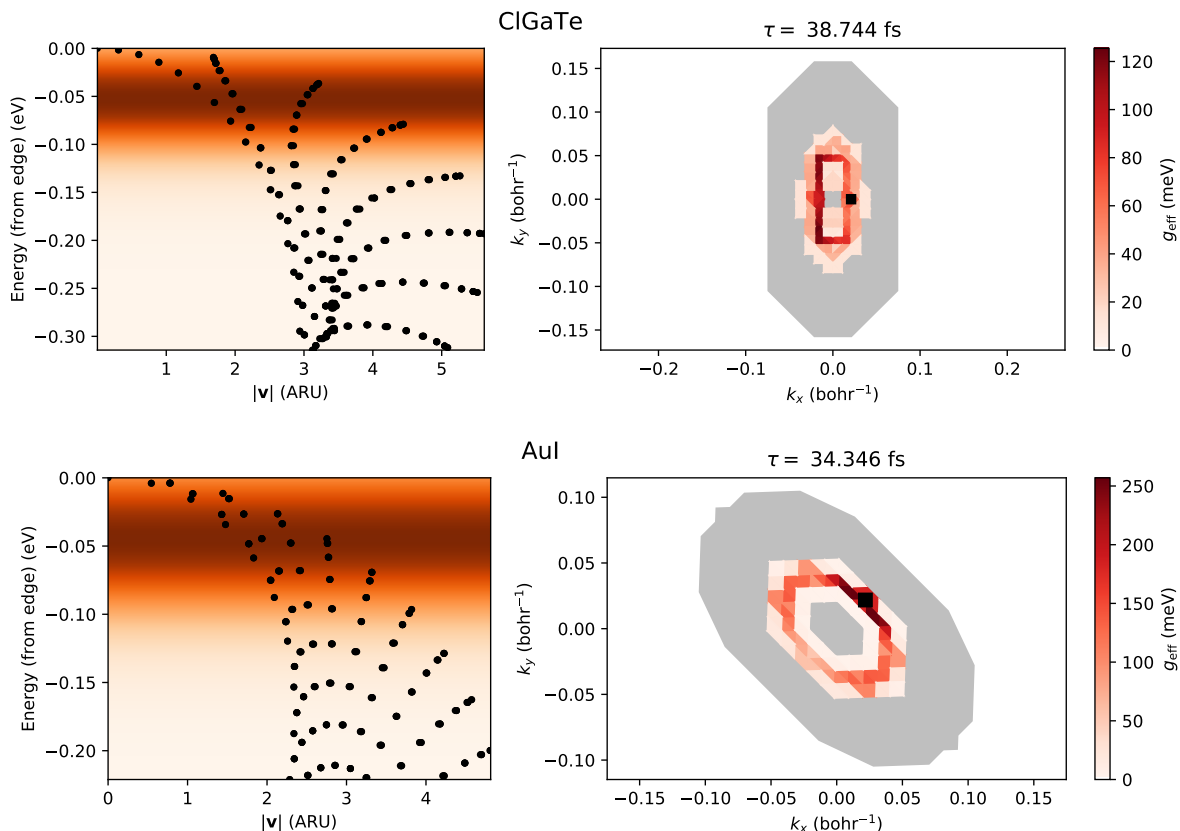 ClGaTe
τ = 38.744 fs
0.00
−0.05
−0.10
−0.15
−0.20
−0.25
−0.30
Energy (from edge) (eV)
1 2 3 4 5
|v| (ARU)
0.15
0.10
0.05
0.00
−0.05
−0.10
−0.15
k_y (bohr⁻¹)
−0.2 −0.1 0.0 0.1 0.2
k_x (bohr⁻¹)
120
100
80
60
40
20
0
g_eff (meV)
AuI
τ = 34.346 fs
0.00
−0.05
−0.10
−0.15
−0.20
Energy (from edge) (eV)
0 1 2 3 4
|v| (ARU)
0.10
0.05
0.00
−0.05
−0.10
k_y (bohr⁻¹)
−0.15 −0.10 −0.05 0.00 0.05 0.10 0.15
k_x (bohr⁻¹)
250
200
150
100
50
0
g_eff (meV)